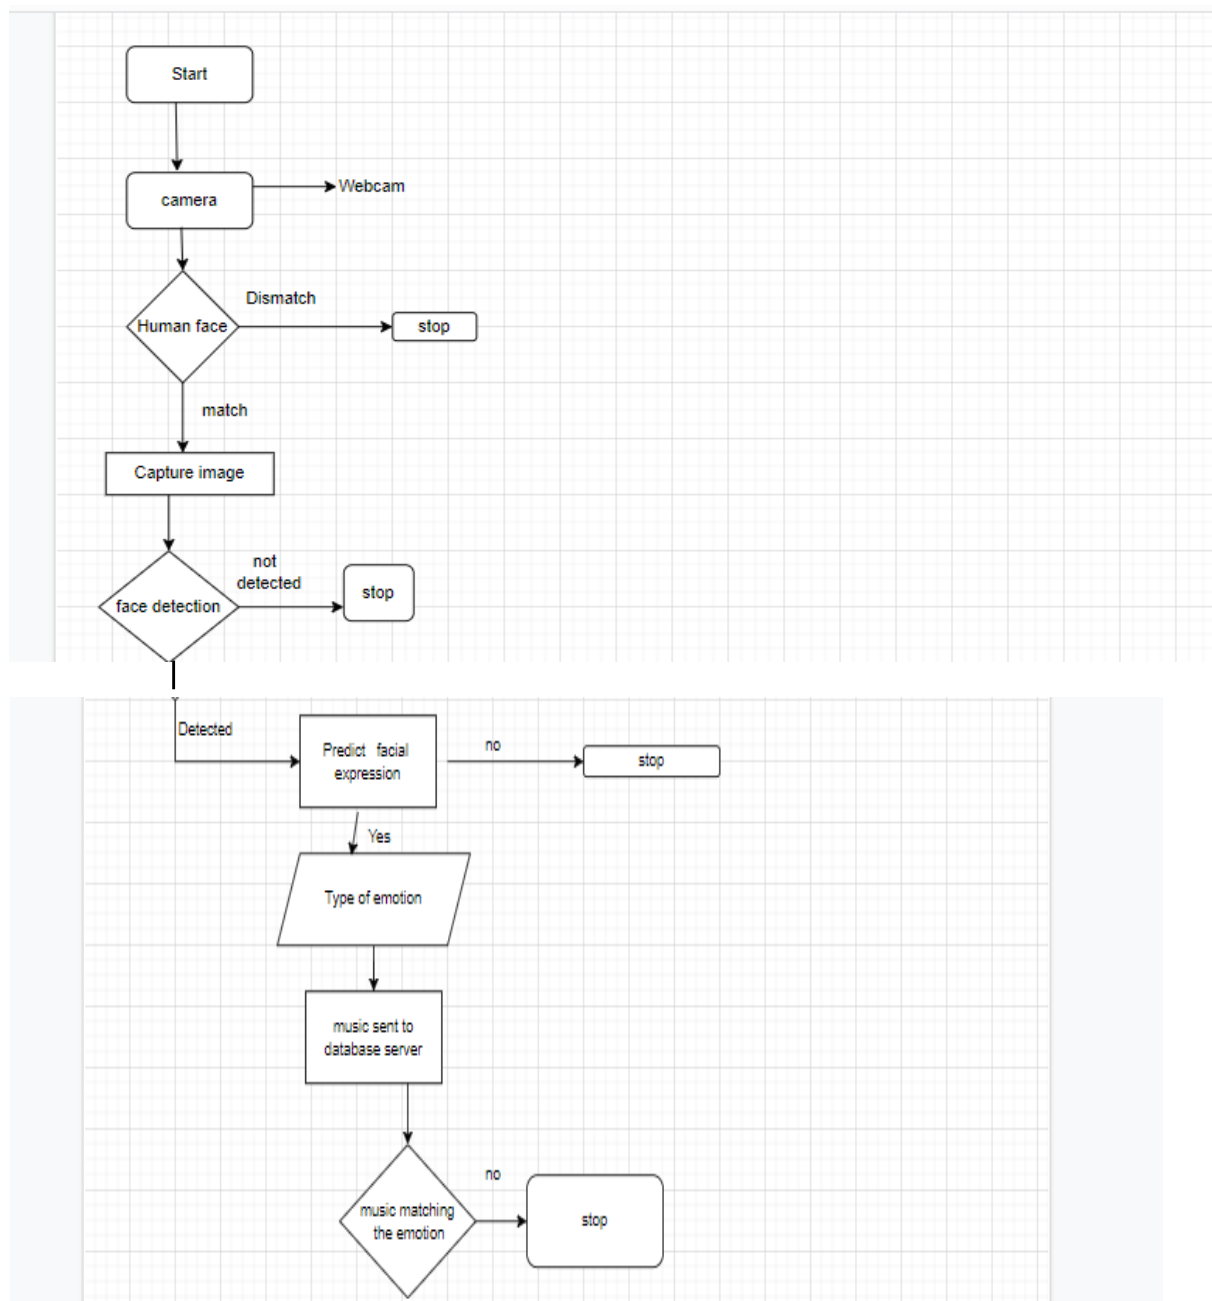 Start
camera
Webcam
Human face
Dismatch
stop
match
Capture image
face detection
not
detected
stop
Detected
Predict facial
expression
no
stop
Yes
Type of emotion
music sent to
database server
music matching
the emotion
no
stop